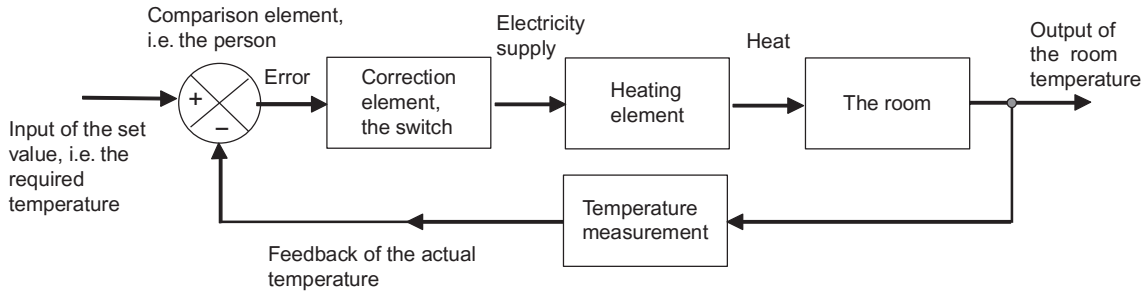 Comparison element,
i.e. the person
Electricity
supply
Heat
Output of
the room
temperature
Error
Correction
element,
the switch
Heating
element
The room
+
−
Input of the set
value, i.e. the
required
temperature
Temperature
measurement
Feedback of the actual
temperature